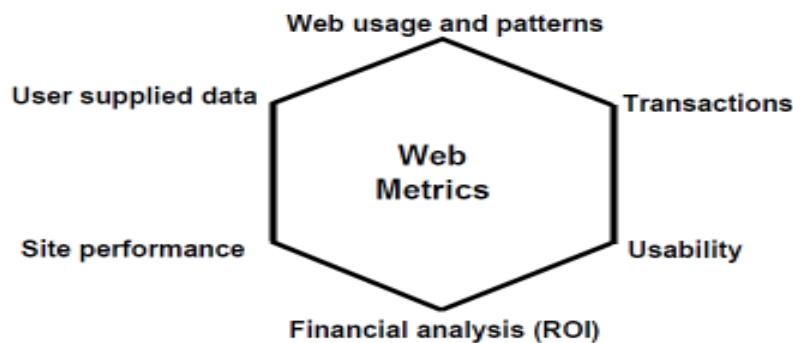 Web usage and patterns
User supplied data
Transactions
Web
Metrics
Site performance
Usability
Financial analysis (ROI)